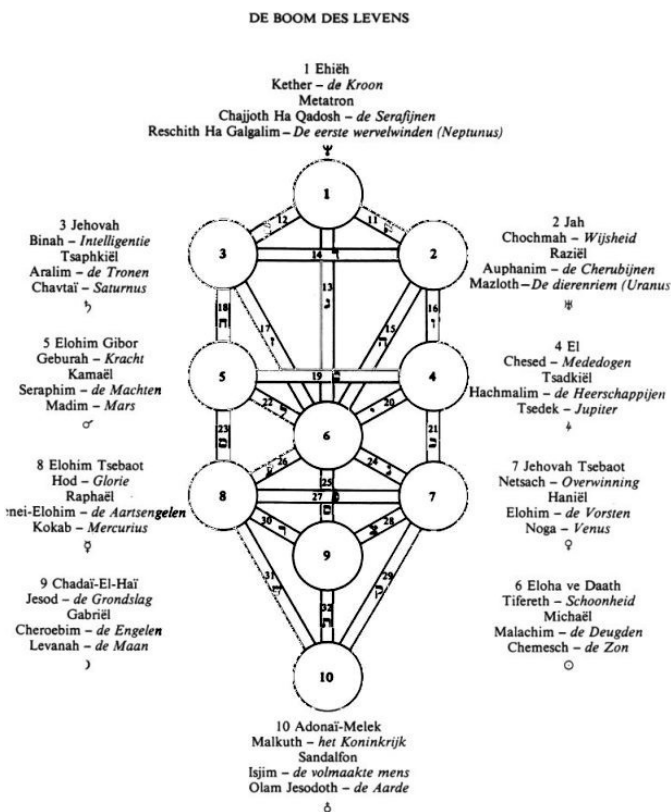 DE BOOM DES LEVENS
1 Ehiëh
Kether – de Kroon
Metatron
Chajjoth Ha Qadosh – de Serafijnen
Reschith Ha Galgalim – De eerste wervelwinden (Neptunus)
♆
3 Jehovah
Binah – Intelligentie
Tsaphkiël
Aralim – de Tronen
Chavtaï – Saturnus
♄
2 Jah
Chochmah – Wijsheid
Raziël
Auphanim – de Cherubijnen
Mazloth – De dierenriem (Uranus
♅
5 Elohim Gibor
Geburah – Kracht
Kamaël
Seraphim – de Machten
Madim – Mars
♂
4 El
Chesed – Mededogen
Tsadkiël
Hachmalim – de Heerschappijen
Tsedek – Jupiter
♃
8 Elohim Tsebaot
Hod – Glorie
Raphaël
enei-Elohim – de Aartsengelen
Kokab – Mercurius
☿
7 Jehovah Tsebaot
Netsach – Overwinning
Haniël
Elohim – de Vorsten
Noga – Venus
♀
9 Chadaï-El-Haï
Jesod – de Grondslag
Gabriël
Cheroebim – de Engelen
Levanah – de Maan
☽
6 Eloha ve Daath
Tifereth – Schoonheid
Michaël
Malachim – de Deugden
Chemesch – de Zon
☉
1
12
11
3
14
2
13
18
17
15
16
5
19
4
22
20
6
23
21
26
24
25
8
27
7
30
28
9
31
29
32
10
10 Adonaï-Melek
Malkuth – het Koninkrijk
Sandalfon
Isjim – de volmaakte mens
Olam Jesodoth – de Aarde
♁